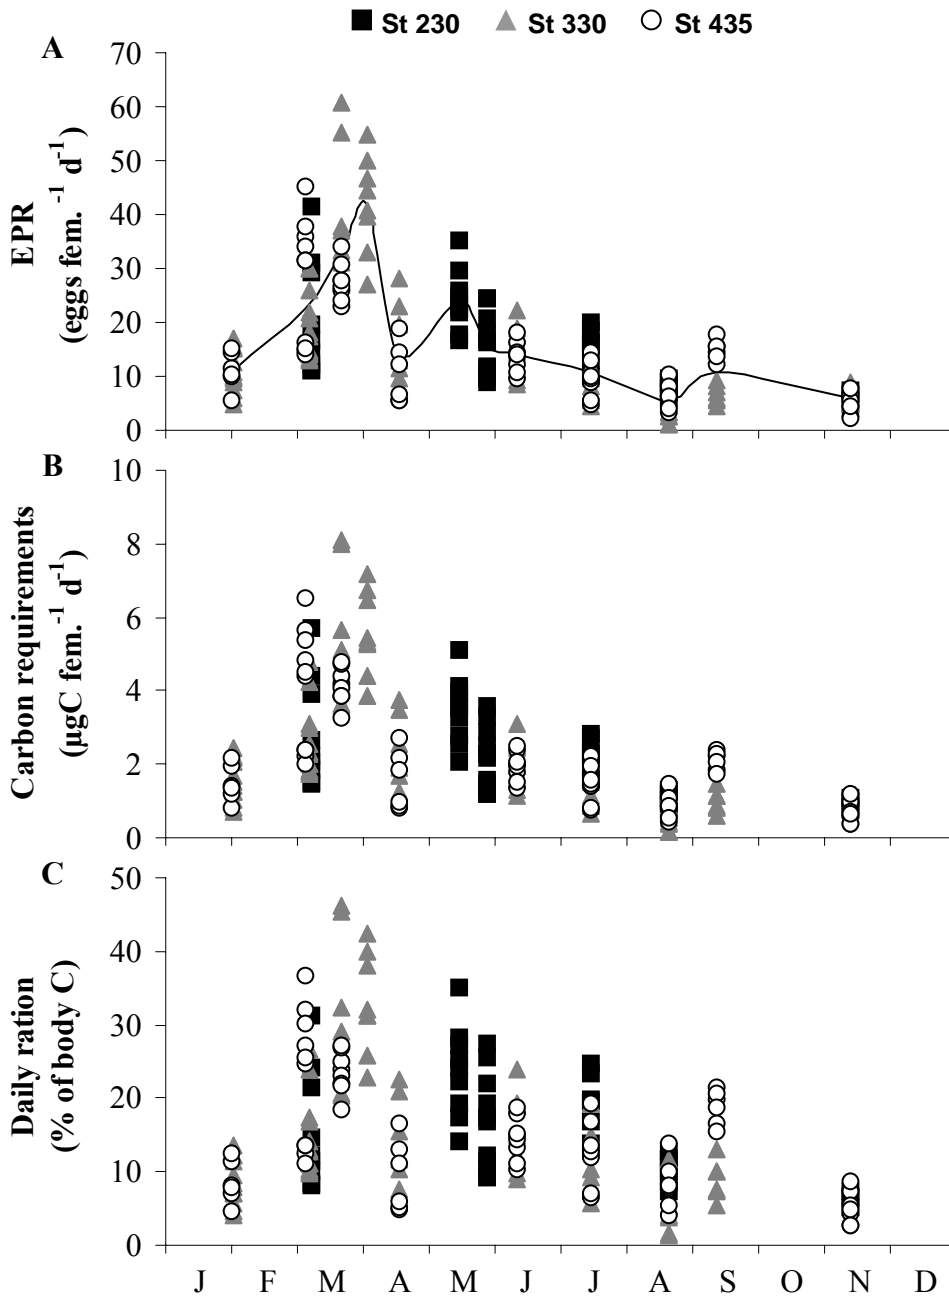 St 230 St 330 St 435
A
70
60
50
40
30
20
10
0
EPR
(eggs fem. ⁻¹ d⁻¹)
B
10
8
6
4
2
0
Carbon requirements
(µgC fem.⁻¹ d⁻¹)
C
50
40
30
20
10
0
Daily ration
(% of body C)
J F M A M J J A S O N D